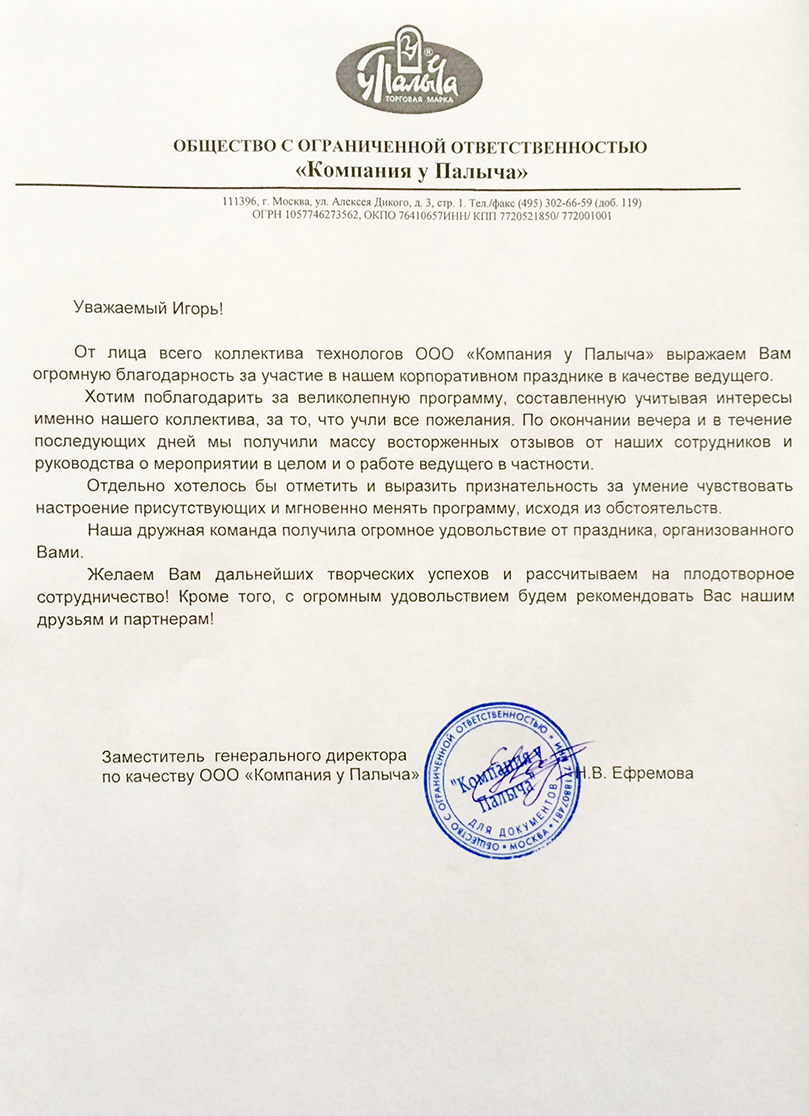 у Палыча®
ТОРГОВАЯ МАРКА
ОБЩЕСТВО С ОГРАНИЧЕННОЙ ОТВЕТСТВЕННОСТЬЮ
«Компания у Палыча»
111396, г. Москва, ул. Алексея Дикого, д. 3, стр. 1. Тел./факс (495) 302-66-59 (доб. 119)
ОГРН 1057746273562, ОКПО 76410657ИНН/ КПП 7720521850/ 772001001
Уважаемый Игорь!
От лица всего коллектива технологов ООО «Компания у Палыча» выражаем Вам
огромную благодарность за участие в нашем корпоративном празднике в качестве ведущего.
Хотим поблагодарить за великолепную программу, составленную учитывая интересы
именно нашего коллектива, за то, что учли все пожелания. По окончании вечера и в течение
последующих дней мы получили массу восторженных отзывов от наших сотрудников и
руководства о мероприятии в целом и о работе ведущего в частности.
Отдельно хотелось бы отметить и выразить признательность за умение чувствовать
настроение присутствующих и мгновенно менять программу, исходя из обстоятельств.
Наша дружная команда получила огромное удовольствие от праздника, организованного
Вами.
Желаем Вам дальнейших творческих успехов и рассчитываем на плодотворное
сотрудничество! Кроме того, с огромным удовольствием будем рекомендовать Вас нашим
друзьям и партнерам!
Заместитель генерального директора
по качеству ООО «Компания у Палыча»
Н.В. Ефремова
ОБЩЕСТВО С ОГРАНИЧЕННОЙ ОТВЕТСТВЕННОСТЬЮ • ИНН 7718807481 • МОСКВА •
"Компания у
Палыча"
ДЛЯ ДОКУМЕНТОВ